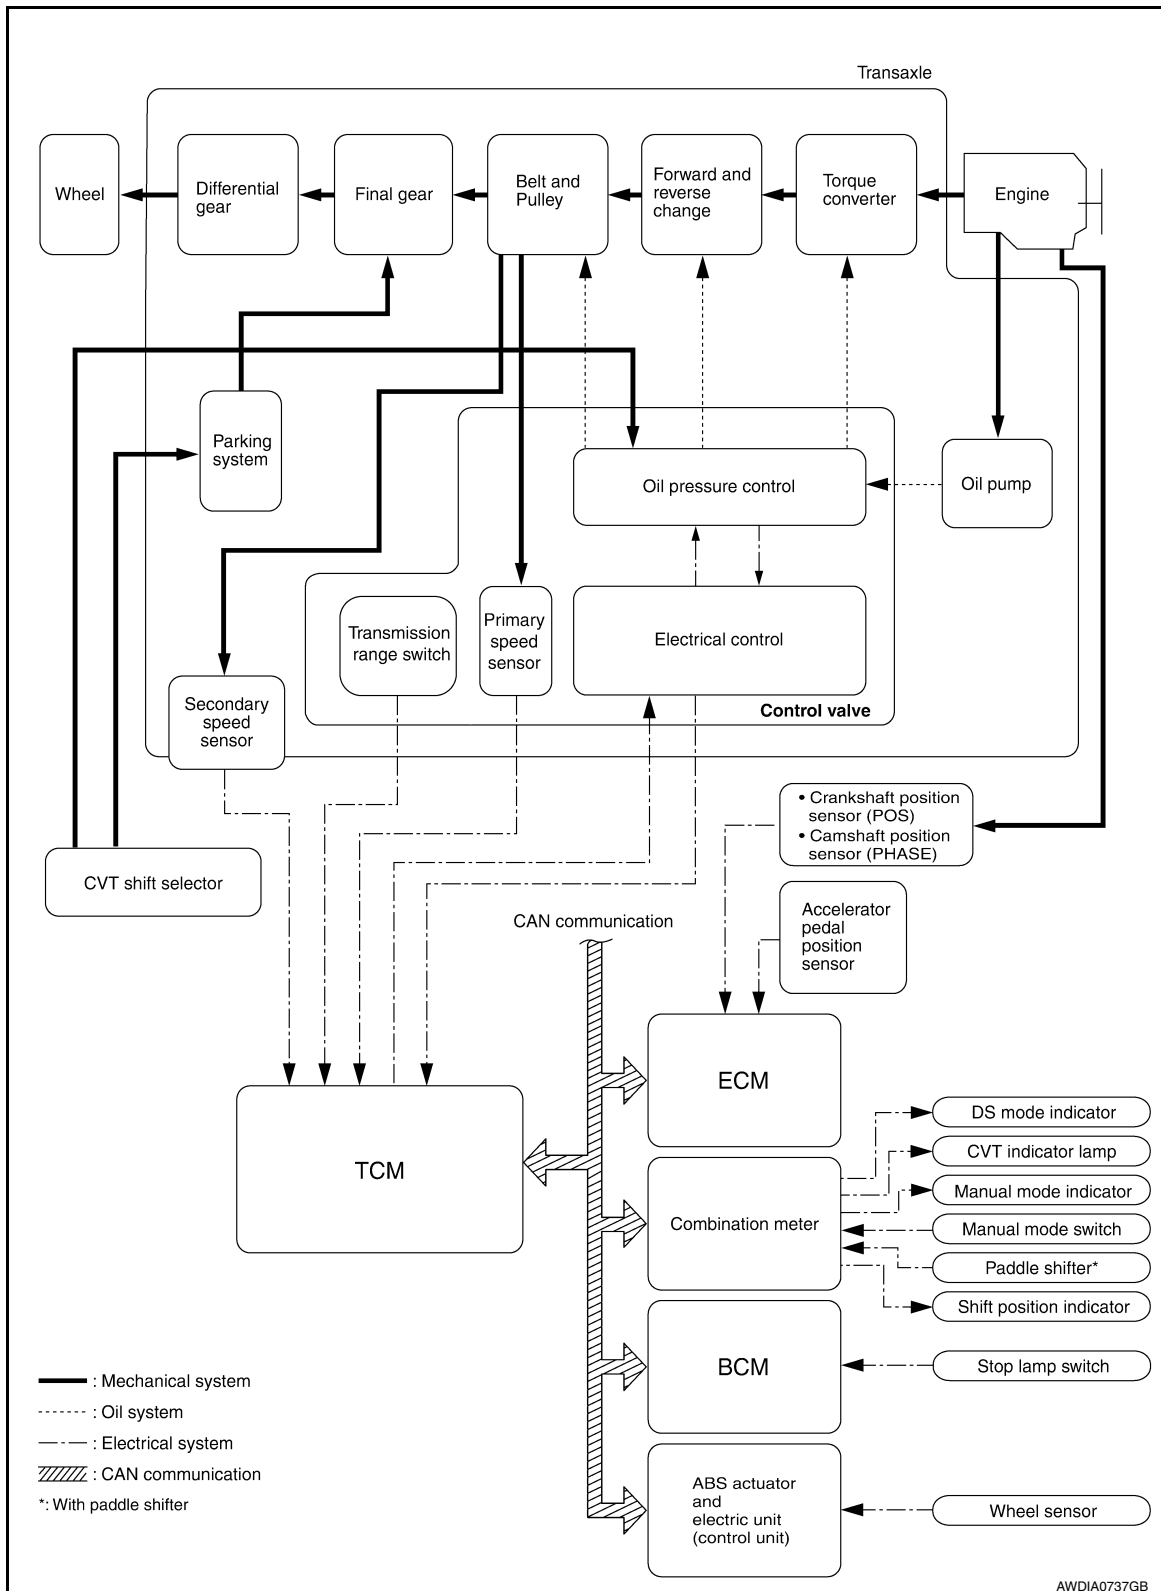 Transaxle
Wheel
Differential
gear
Final gear
Belt and
Pulley
Forward and
reverse
change
Torque
converter
Engine
Parking
system
Oil pressure control
Oil pump
Transmission
range switch
Primary
speed
sensor
Electrical control
Control valve
Secondary
speed
sensor
• Crankshaft position
sensor (POS)
• Camshaft position
sensor (PHASE)
CVT shift selector
Accelerator
pedal
position
sensor
CAN communication
ECM
TCM
DS mode indicator
CVT indicator lamp
Manual mode indicator
Combination meter
Manual mode switch
Paddle shifter*
Shift position indicator
BCM
Stop lamp switch
: Mechanical system
: Oil system
: Electrical system
: CAN communication
*: With paddle shifter
ABS actuator
and
electric unit
(control unit)
Wheel sensor
AWDIA0737GB